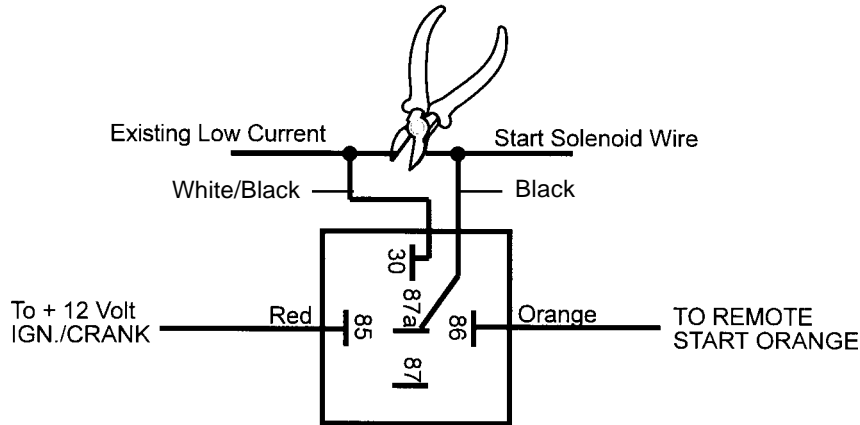 Existing Low Current
Start Solenoid Wire
White/Black
Black
30
87a
To + 12 Volt
IGN./CRANK
Red
85
86
Orange
TO REMOTE
START ORANGE
87